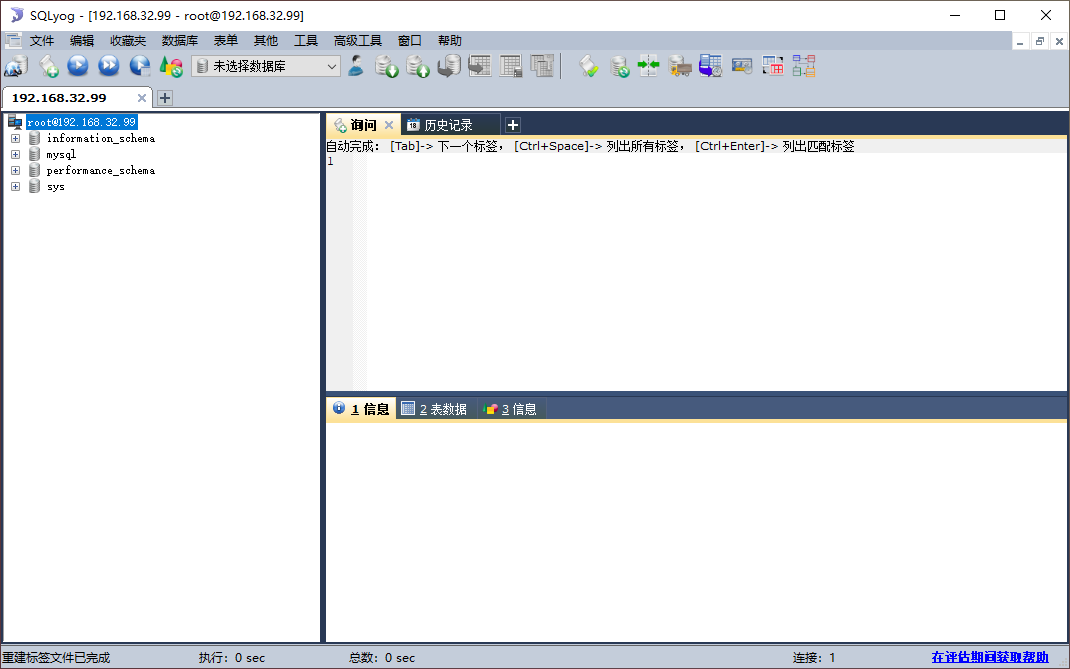 SQLyog - [192.168.32.99 - root@192.168.32.99]
文件 编辑 收藏夹 数据库 表单 其他 工具 高级工具 窗口 帮助
未选择数据库
192.168.32.99
root@192.168.32.99
information_schema
mysql
performance_schema
sys
询问 历史记录
自动完成： [Tab]-> 下一个标签， [Ctrl+Space]-> 列出所有标签， [Ctrl+Enter]-> 列出匹配标签
1
1 信息 2 表数据 3 信息
重建标签文件已完成 执行：0 sec 总数：0 sec 连接：1 在评估期间获取帮助